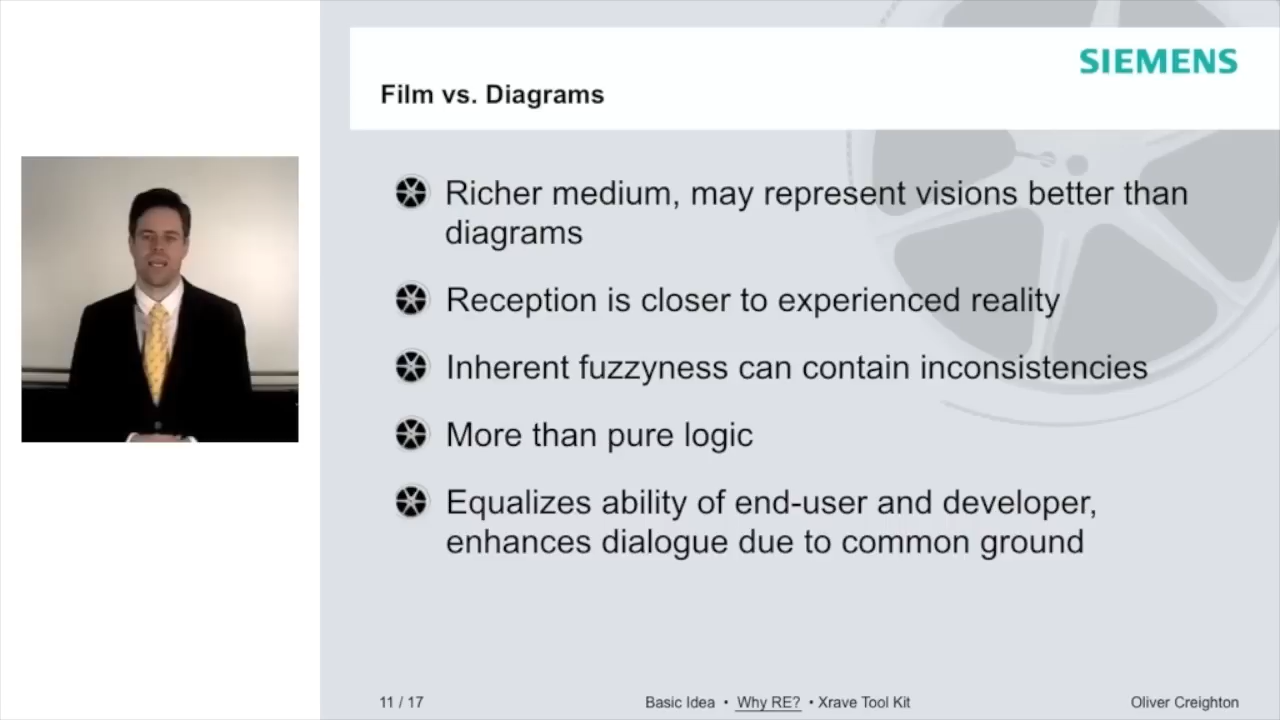 SIEMENS
Film vs. Diagrams
Richer medium, may represent visions better than
diagrams
Reception is closer to experienced reality
Inherent fuzzyness can contain inconsistencies
More than pure logic
Equalizes ability of end-user and developer,
enhances dialogue due to common ground
11 / 17 Basic Idea • Why RE? • Xrave Tool Kit Oliver Creighton